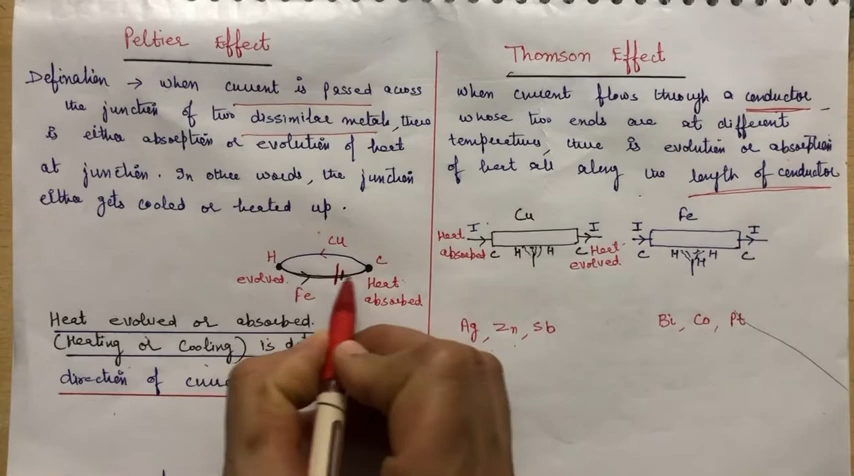 Peltier Effect
Defination → When current is passed across
the junction of two dissimilar metals, there
is either absorption or evolution of heat
at junction. In other words, the junction
either gets cooled or heated up.
Cu
H
C
evolved.
Fe
Heat
absorbed
Heat evolved or absorbed.
(Heating or Cooling) is
direction of
Thomson Effect
When current flows through a conductor
whose two ends are at different
temperature, there is evolution or absorption
of heat all along the length of conductor
Cu
I
I
Heat
absorbed
C
H
H
C
Heat
evolved.
Fe
I
I
C
H
H
H
C
Ag, Zn, Sb
Bi, Co, Pt